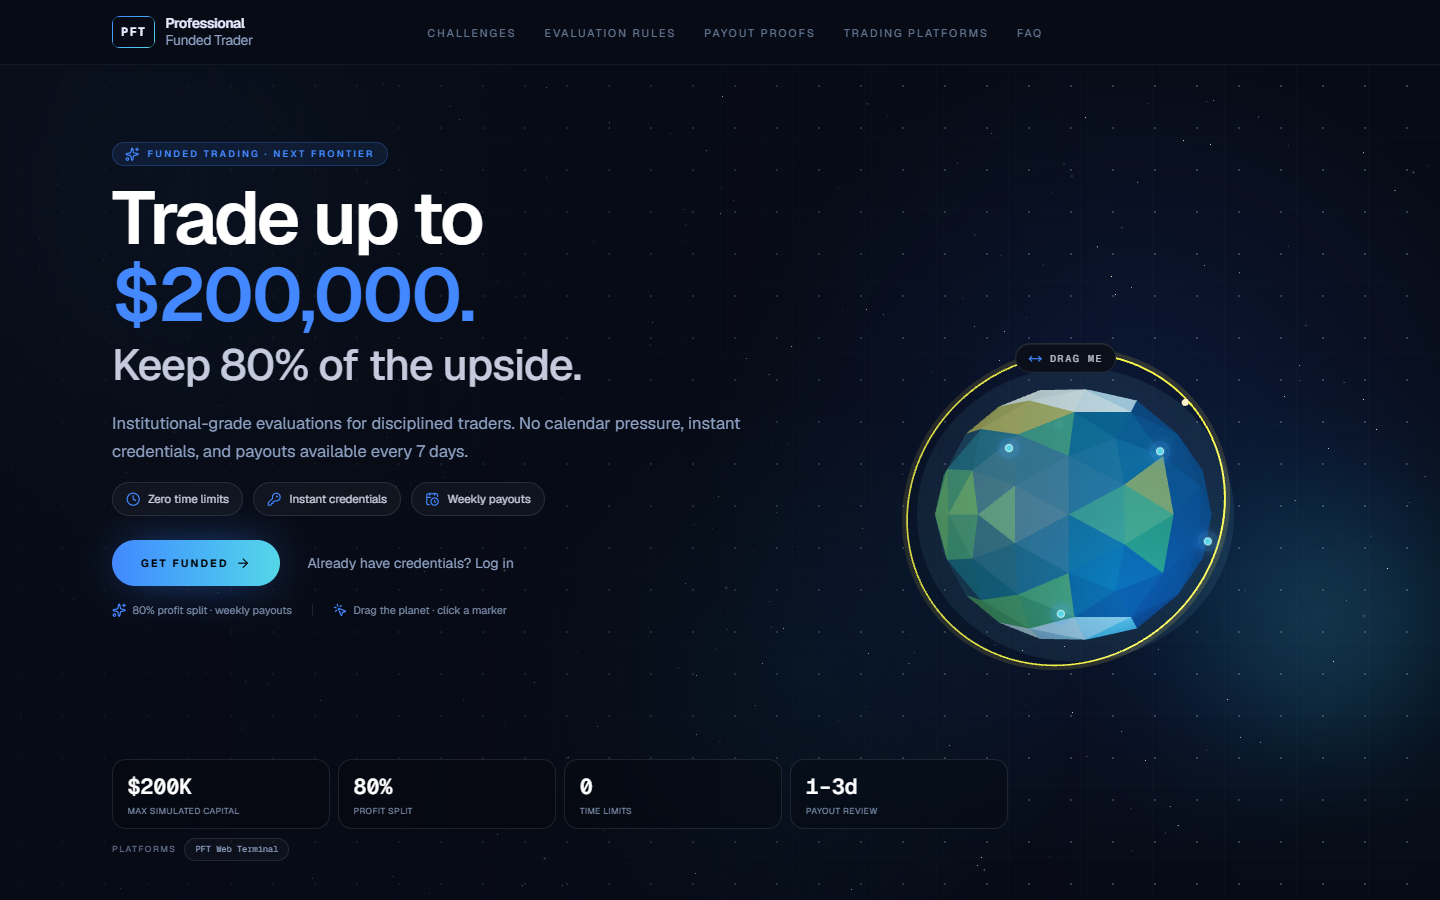 PFT
Professional
Funded Trader
CHALLENGES
EVALUATION RULES
PAYOUT PROOFS
TRADING PLATFORMS
FAQ
FUNDED TRADING · NEXT FRONTIER
Trade up to
$200,000.
Keep 80% of the upside.
Institutional-grade evaluations for disciplined traders. No calendar pressure, instant
credentials, and payouts available every 7 days.
Zero time limits
Instant credentials
Weekly payouts
GET FUNDED
Already have credentials? Log in
80% profit split · weekly payouts
Drag the planet · click a marker
DRAG ME
$200K
MAX SIMULATED CAPITAL
80%
PROFIT SPLIT
0
TIME LIMITS
1-3d
PAYOUT REVIEW
PLATFORMS
PFT Web Terminal